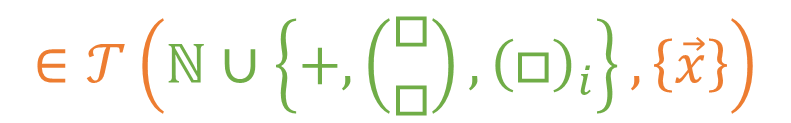 ∈ 𝒯 (ℕ ∪ {+, (□ □), (□)ᵢ}, {x⃗})